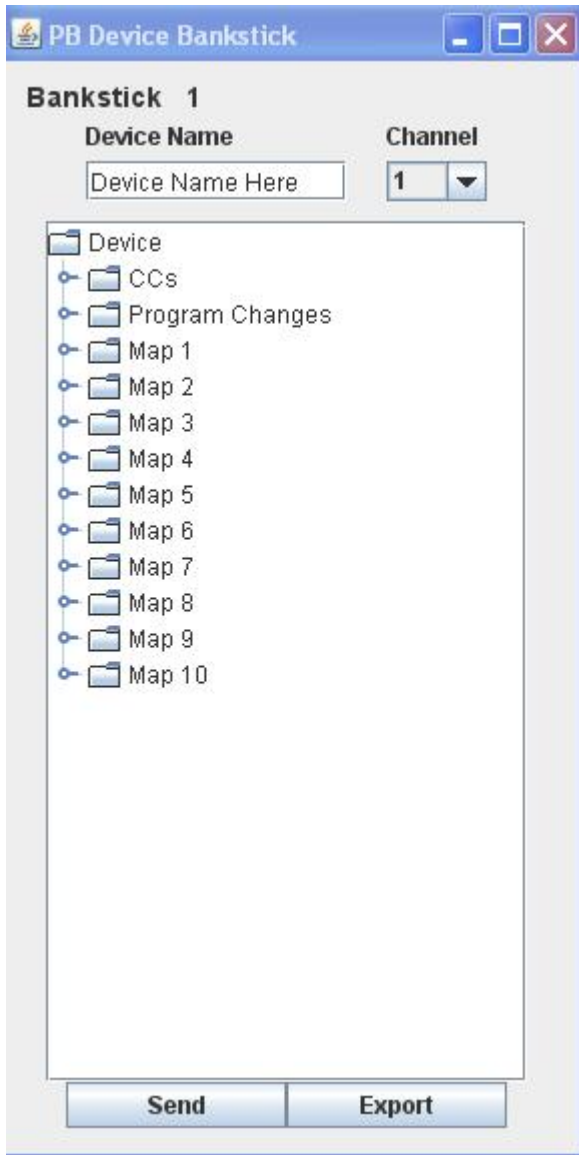 PB Device Bankstick
Bankstick 1
Device Name Channel
Device Name Here 1
Device
CCs
Program Changes
Map 1
Map 2
Map 3
Map 4
Map 5
Map 6
Map 7
Map 8
Map 9
Map 10
Send Export